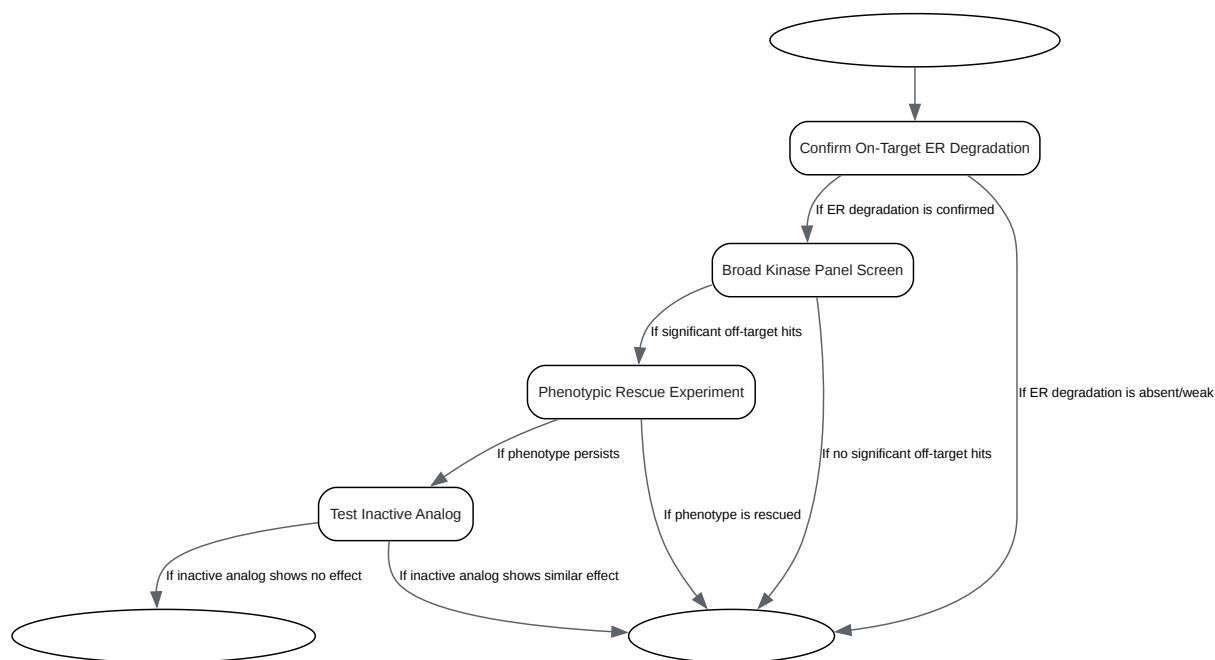 Confirm On-Target ER Degradation
If ER degradation is confirmed
Broad Kinase Panel Screen
If significant off-target hits
Phenotypic Rescue Experiment
If ER degradation is absent/weak
If phenotype persists
If no significant off-target hits
Test Inactive Analog
If phenotype is rescued
If inactive analog shows no effect
If inactive analog shows similar effect